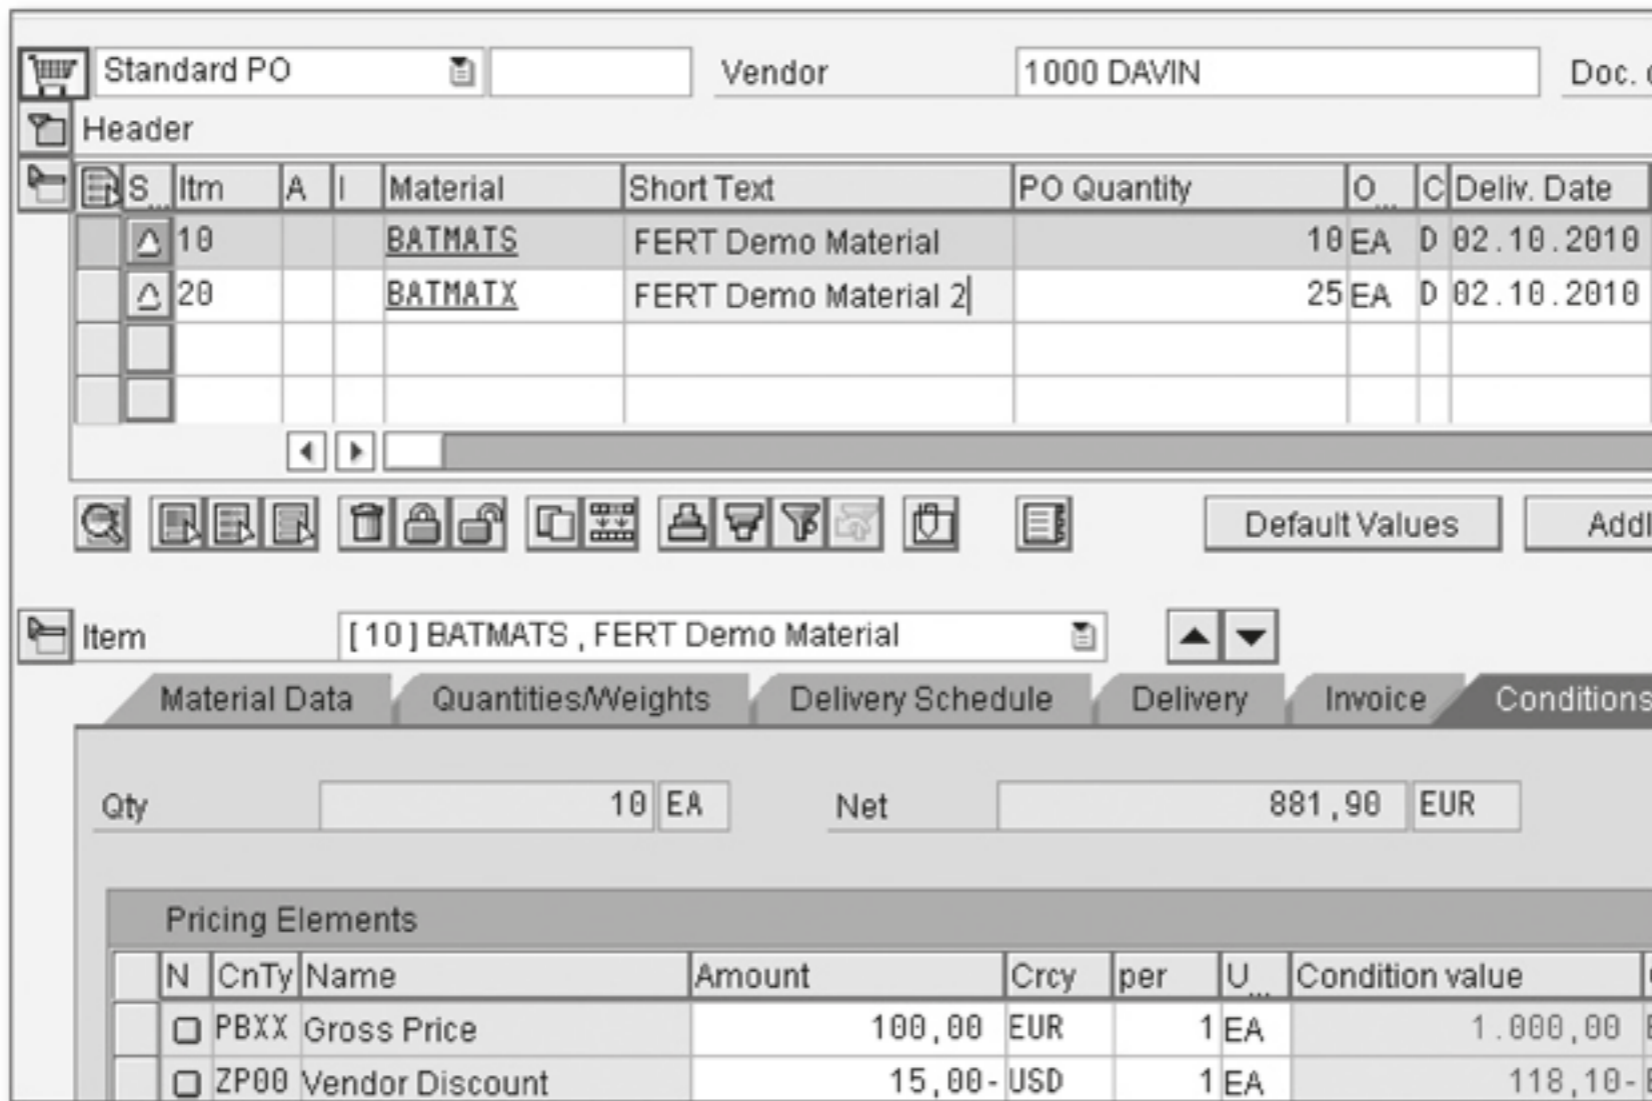 Standard PO Vendor 1000 DAVIN Doc.
Header
S... Itm A I Material Short Text PO Quantity O... C Deliv. Date
10 BATMATS FERT Demo Material 10 EA D 02.10.2010
20 BATMATX FERT Demo Material 2 25 EA D 02.10.2010
Default Values Addl
Item [ 10 ] BATMATS , FERT Demo Material
Material Data Quantities/Weights Delivery Schedule Delivery Invoice Conditions
Qty 10 EA Net 881,90 EUR
Pricing Elements
N CnTy Name Amount Crcy per U... Condition value
PBXX Gross Price 100,00 EUR 1 EA 1.000,00
ZP00 Vendor Discount 15,00- USD 1 EA 118,10-